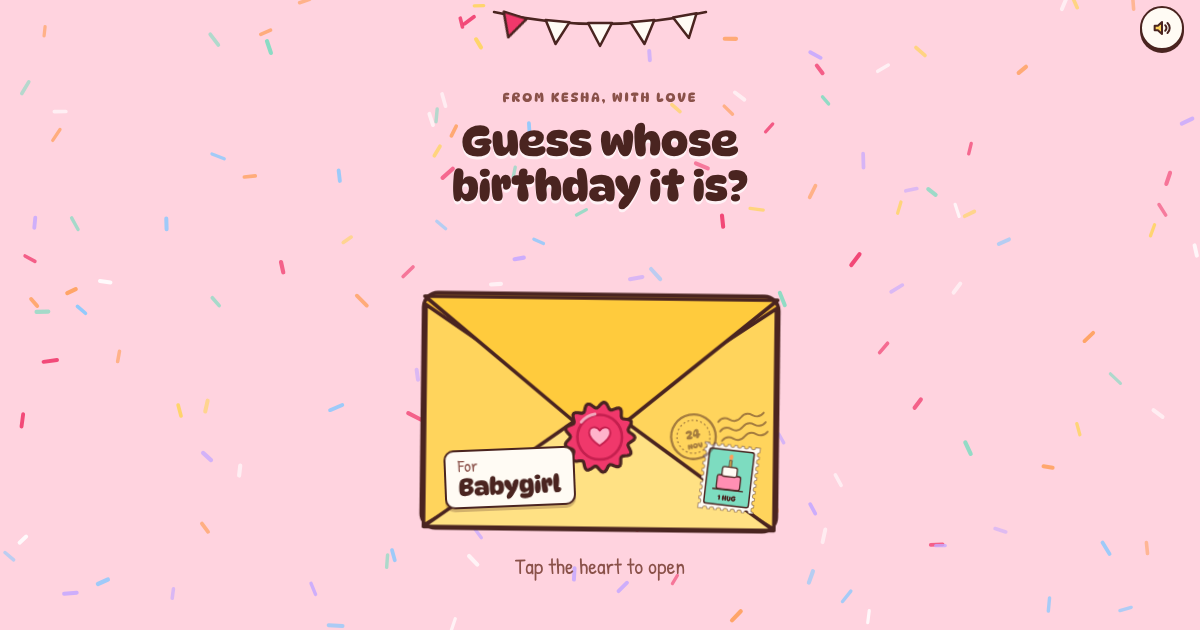 FROM KESHA, WITH LOVE
Guess whose
birthday it is?
24
NOV
For
Babygirl
1 HUG
Tap the heart to open